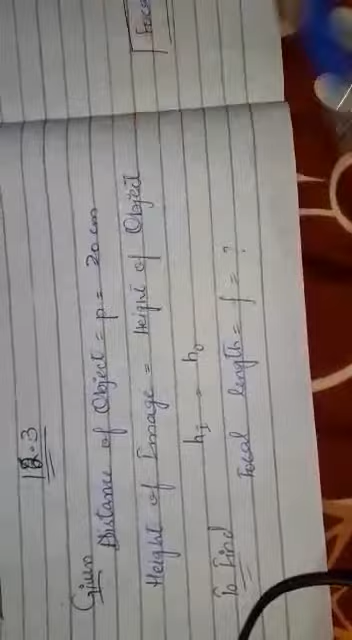 12.3
Given
Distance of Object = p = 20 cm
Height of Image = Height of Object
hi = ho
To Find
Focal length = f = ?